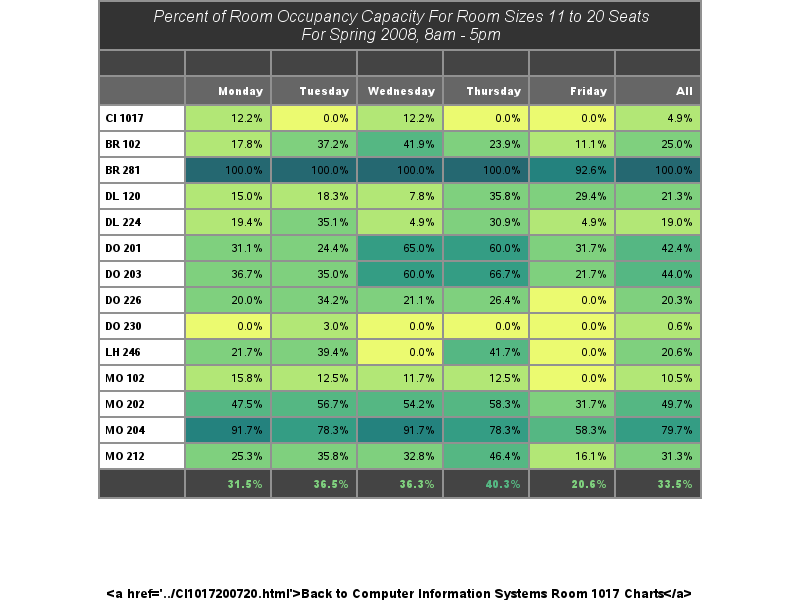 Percent of Room Occupancy Capacity For Room Sizes 11 to 20 Seats
For Spring 2008, 8am - 5pm
Monday Tuesday Wednesday Thursday Friday All
CI 1017 12.2% 0.0% 12.2% 0.0% 0.0% 4.9%
BR 102 17.8% 37.2% 41.9% 23.9% 11.1% 25.0%
BR 281 100.0% 100.0% 100.0% 100.0% 92.6% 100.0%
DL 120 15.0% 18.3% 7.8% 35.8% 29.4% 21.3%
DL 224 19.4% 35.1% 4.9% 30.9% 4.9% 19.0%
DO 201 31.1% 24.4% 65.0% 60.0% 31.7% 42.4%
DO 203 36.7% 35.0% 60.0% 66.7% 21.7% 44.0%
DO 226 20.0% 34.2% 21.1% 26.4% 0.0% 20.3%
DO 230 0.0% 3.0% 0.0% 0.0% 0.0% 0.6%
LH 246 21.7% 39.4% 0.0% 41.7% 0.0% 20.6%
MO 102 15.8% 12.5% 11.7% 12.5% 0.0% 10.5%
MO 202 47.5% 56.7% 54.2% 58.3% 31.7% 49.7%
MO 204 91.7% 78.3% 91.7% 78.3% 58.3% 79.7%
MO 212 25.3% 35.8% 32.8% 46.4% 16.1% 31.3%
31.5% 36.5% 36.3% 40.3% 20.6% 33.5%
<a href='../CI1017200720.html'>Back to Computer Information Systems Room 1017 Charts</a>